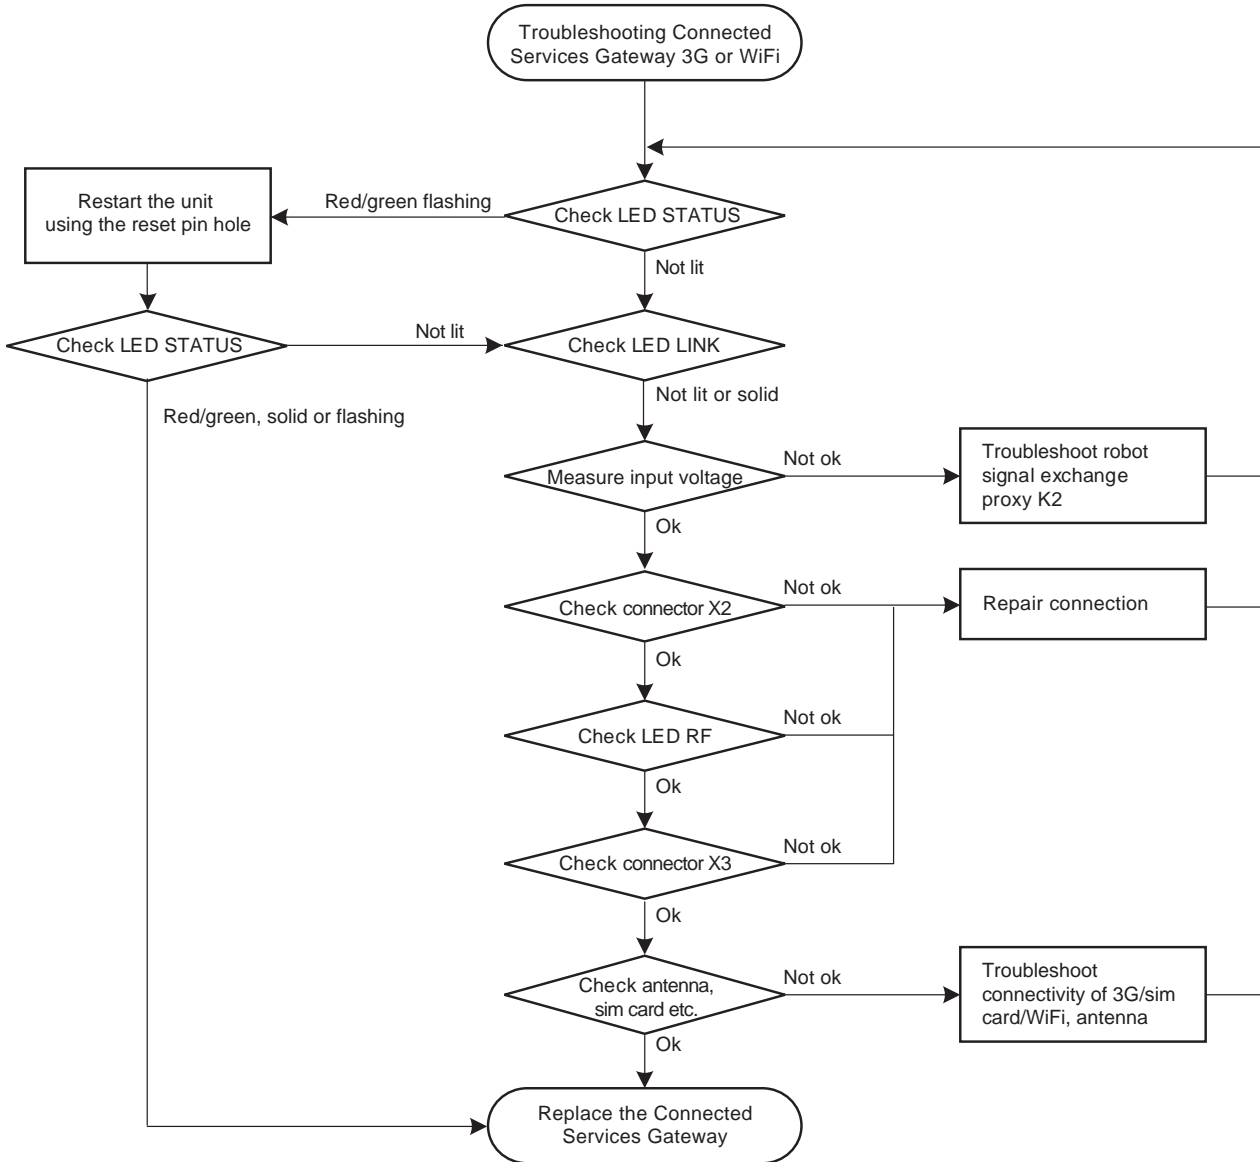 Troubleshooting Connected
Services Gateway 3G or WiFi
Restart the unit
using the reset pin hole
Red/green flashing
Check LED STATUS
Not lit
Check LED STATUS
Not lit
Check LED LINK
Not lit or solid
Red/green, solid or flashing
Measure input voltage
Not ok
Troubleshoot robot
signal exchange
proxy K2
Ok
Check connector X2
Not ok
Repair connection
Ok
Check LED RF
Not ok
Ok
Check connector X3
Not ok
Ok
Check antenna,
sim card etc.
Not ok
Troubleshoot
connectivity of 3G/sim
card/WiFi, antenna
Ok
Replace the Connected
Services Gateway